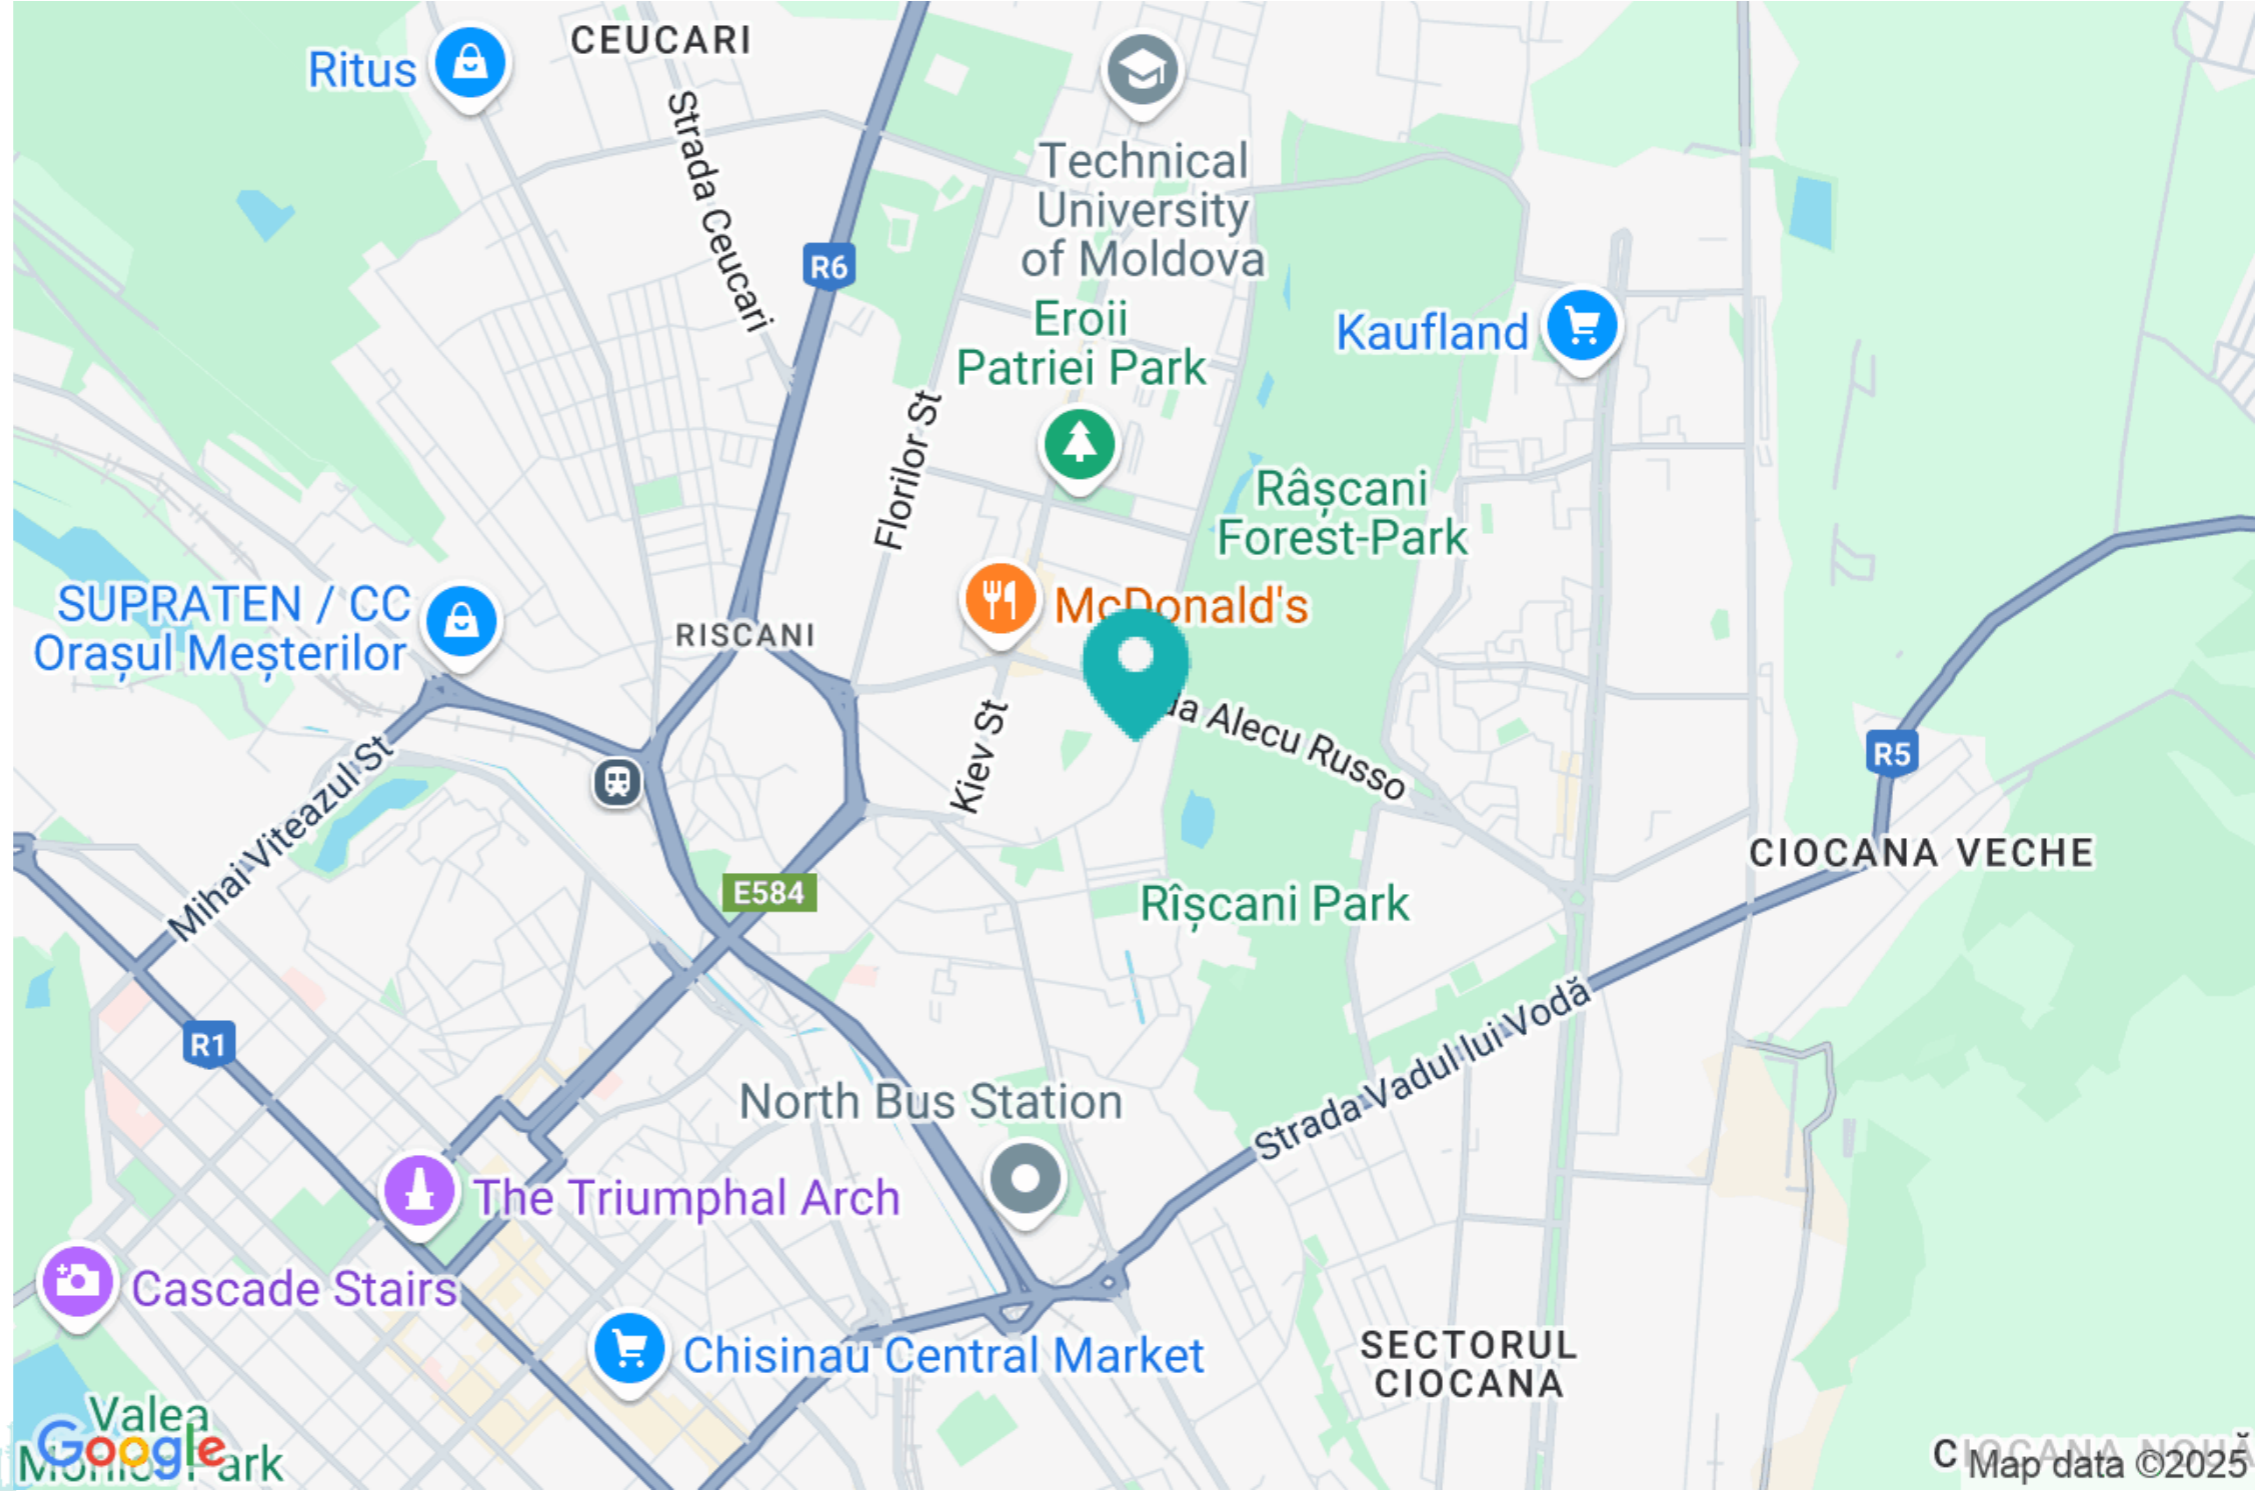 CEUCARI
Ritus
Strada Ceucari
Technical
University
of Moldova
R6
Eroii
Patriei Park
Kaufland
Florilor St
Râșcani
Forest-Park
SUPRATEN / CC
Orașul Meșterilor
McDonald's
RISCANI
Alecu Russo
Kiev St
R5
Mihai Viteazul St
CIOCANA VECHE
E584
Rîșcani Park
R1
Strada Vadul lui Vodă
North Bus Station
The Triumphal Arch
Cascade Stairs
Chisinau Central Market
SECTORUL
CIOCANA
Valea
Google
Park
CIOCANA NOUĂ
Map data ©2025